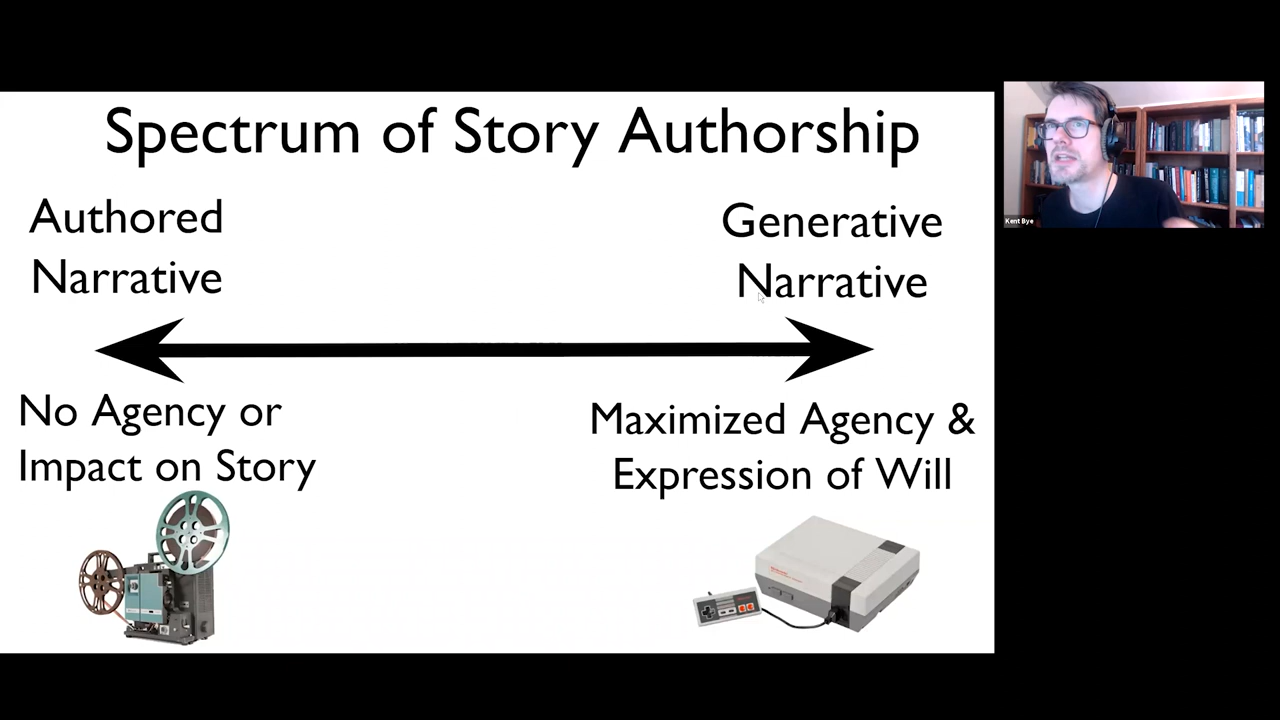 Spectrum of Story Authorship
Authored
Narrative
Generative
Narrative
No Agency or
Impact on Story
Maximized Agency &
Expression of Will
Kent Bye